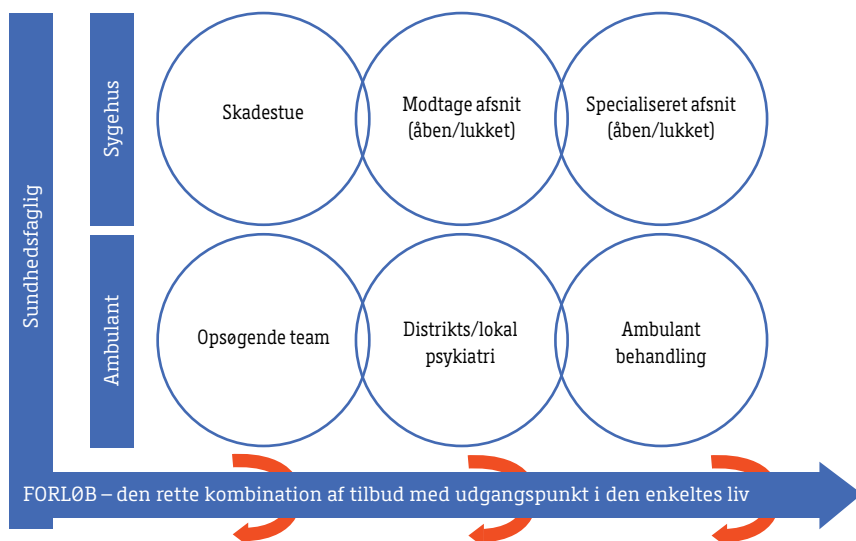 Sundhedsfaglig
Sygehus
Skadestue
Modtage afsnit
(åben/lukket)
Specialiseret afsnit
(åben/lukket)
Ambulant
Opsøgende team
Distrikts/lokal
psykiatri
Ambulant
behandling
FORLØB – den rette kombination af tilbud med udgangspunkt i den enkeltes liv